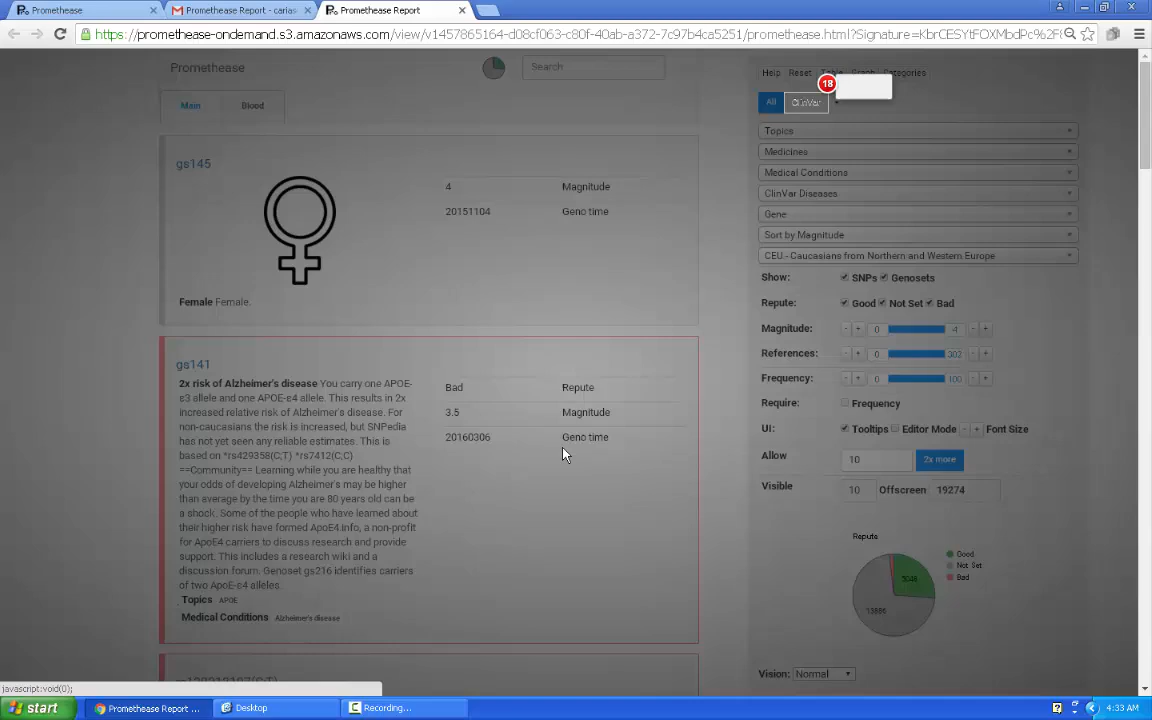 Promethease
Promethease Report - carias
Promethease Report
https://promethease-ondemand.s3.amazonaws.com/view/v1457865164-d08cf063-c80f-40ab-a372-7c97b4ca5251/promethease.html?Signature=
Promethease
Search
Main
Blood
gs145
4 Magnitude
20151104 Geno time
Female Female.
gs141
2x risk of Alzheimer's disease You carry one APOE-
ε3 allele and one APOE-ε4 allele. This results in 2x
increased relative risk of Alzheimer's disease. For
non-caucasians the risk is increased, but SNPedia
has not yet seen any reliable estimates. This is
based on *rs429358(C;T) *rs7412(C;C)
==Community== Learning while you are healthy that
your odds of developing Alzheimer's may be higher
than average by the time you are 80 years old can be
a shock. Some of the people who have learned about
their higher risk have formed ApoE4.info, a non-profit
for ApoE4 carriers to discuss research and provide
support. This includes a research wiki and a
discussion forum. Genoset gs216 identifies carriers
of two ApoE-ε4 alleles.
Topics APOE
Medical Conditions Alzheimer's disease
Bad Repute
3.5 Magnitude
20160306 Geno time
Help Reset Table Graph Categories
18
All ClinVar
Topics
Medicines
Medical Conditions
ClinVar Diseases
Gene
Sort by Magnitude
CEU - Caucasians from Northern and Western Europe
Show: SNPs Genosets
Repute: Good Not Set Bad
Magnitude: - + 0 4 - +
References: - + 0 302 - +
Frequency: - + 0 100 - +
Require: Frequency
UI: Tooltips Editor Mode - + Font Size
Allow 10 2x more
Visible 10 Offscreen 19274
Repute
Good
Not Set
Bad
5048
13886
Vision: Normal
javascript:void(0);
start
Promethease Report ...
Desktop
Recording...
4:33 AM